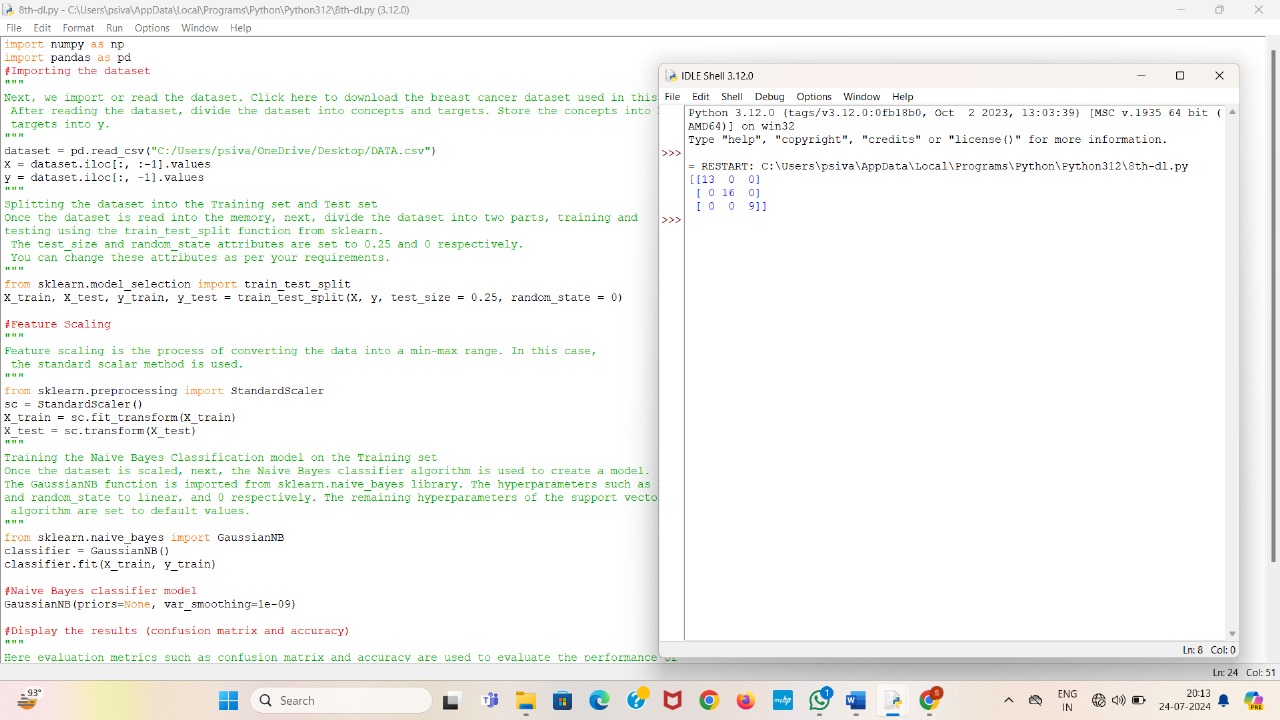 8th-dl.py - C:\Users\psiva/AppData\Local\Programs\Python\Python312\8th-dl.py (3.12.0)
File Edit Format Run Options Window Help
import numpy as np
import pandas as pd
#Importing the dataset
"""
Next, we import or read the dataset. Click here to download the breast cancer dataset used in this
After reading the dataset, divide the dataset into concepts and targets. Store the concepts into
targets into y.
"""
dataset = pd.read_csv("C:/Users/psiva/OneDrive/Desktop/DATA.csv")
X = dataset.iloc[:, :-1].values
y = dataset.iloc[:, -1].values
"""
Splitting the dataset into the Training set and Test set
Once the dataset is read into the memory, next, divide the dataset into two parts, training and
testing using the train_test_split function from sklearn.
The test_size and random_state attributes are set to 0.25 and 0 respectively.
You can change these attributes as per your requirements.
"""
from sklearn.model_selection import train_test_split
X_train, X_test, y_train, y_test = train_test_split(X, y, test_size = 0.25, random_state = 0)
#Feature Scaling
"""
Feature scaling is the process of converting the data into a min-max range. In this case,
the standard scalar method is used.
"""
from sklearn.preprocessing import StandardScaler
sc = StandardScaler()
X_train = sc.fit_transform(X_train)
X_test = sc.transform(X_test)
"""
Training the Naive Bayes Classification model on the Training set
Once the dataset is scaled, next, the Naive Bayes classifier algorithm is used to create a model.
The GaussianNB function is imported from sklearn.naive_bayes library. The hyperparameters such as
and random_state to linear, and 0 respectively. The remaining hyperparameters of the support vecto
algorithm are set to default values.
"""
from sklearn.naive_bayes import GaussianNB
classifier = GaussianNB()
classifier.fit(X_train, y_train)
#Naive Bayes classifier model
GaussianNB(priors=None, var_smoothing=1e-09)
#Display the results (confusion matrix and accuracy)
"""
Here evaluation metrics such as confusion matrix and accuracy are used to evaluate the performance of
Ln: 24 Col: 51
IDLE Shell 3.12.0
File Edit Shell Debug Options Window Help
Python 3.12.0 (tags/v3.12.0:0fb18b0, Oct 2 2023, 13:03:39) [MSC v.1935 64 bit (
AMD64)] on win32
Type "help", "copyright", "credits" or "license()" for more information.
>>>
= RESTART: C:\Users\psiva\AppData\Local\Programs\Python\Python312\8th-dl.py
[[13 0 0]
[ 0 16 0]
[ 0 0 9]]
>>>
Ln: 8 Col: 0
93°
Search
myhp
1
S
ENG
IN
20:13
24-07-2024
PRE